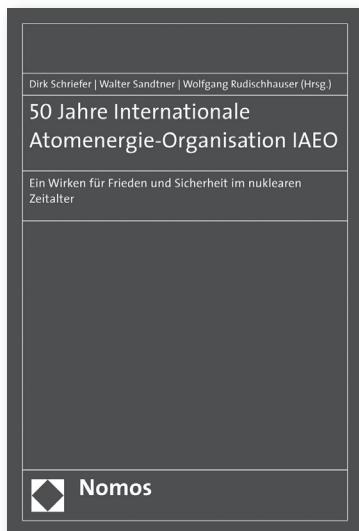 Dirk Schriefer | Walter Sandtner | Wolfgang Rudischhauser (Hrsg.)
50 Jahre Internationale
Atomenergie-Organisation IAEO
Ein Wirken für Frieden und Sicherheit im nuklearen
Zeitalter
Nomos